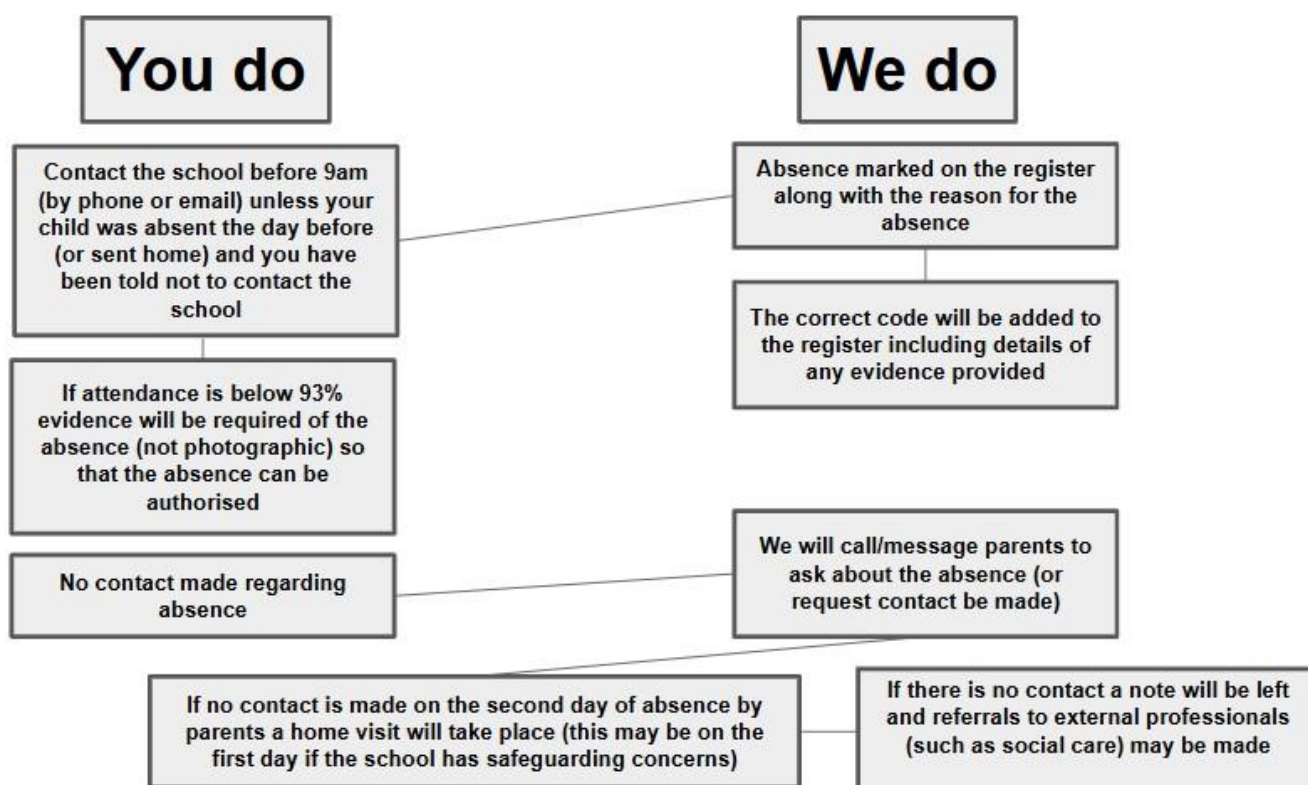 You do
We do
Contact the school before 9am
(by phone or email) unless your
child was absent the day before
(or sent home) and you have
been told not to contact the
school
Absence marked on the register
along with the reason for the
absence
The correct code will be added to
the register including details of
any evidence provided
If attendance is below 93%
evidence will be required of the
absence (not photographic) so
that the absence can be
authorised
No contact made regarding
absence
We will call/message parents to
ask about the absence (or
request contact be made)
If no contact is made on the second day of absence by
parents a home visit will take place (this may be on the
first day if the school has safeguarding concerns)
If there is no contact a note will be left
and referrals to external professionals
(such as social care) may be made